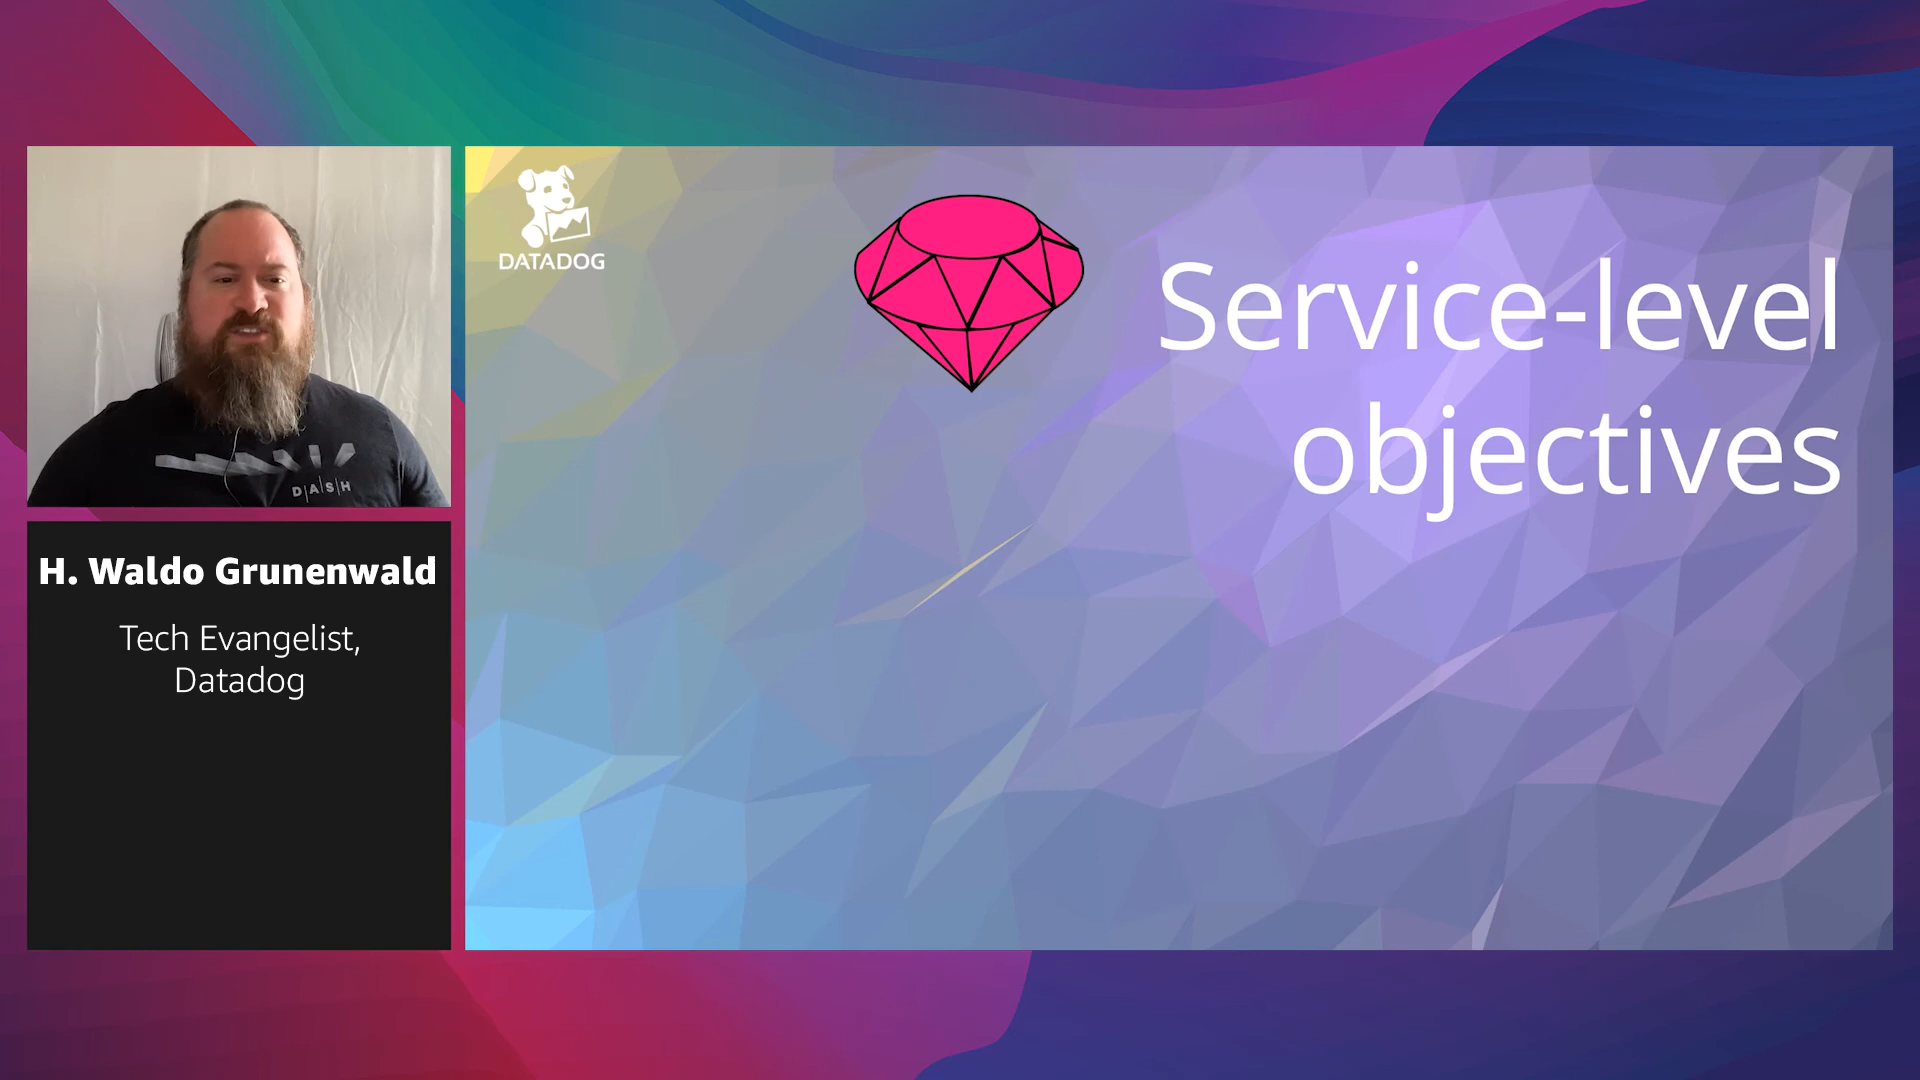 D|A|S|H
H. Waldo Grunenwald
Tech Evangelist,
Datadog
DATADOG
Service-level
objectives